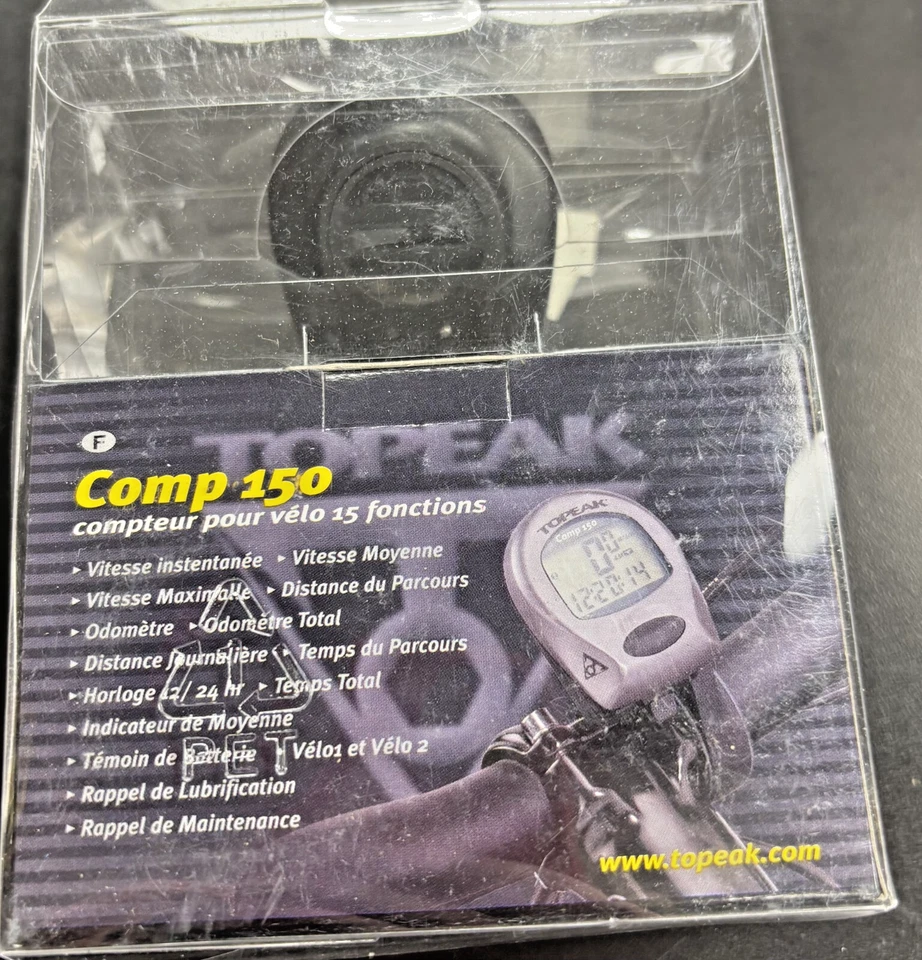 F
TOPEAK
Comp 150
compteur pour vélo 15 fonctions
▸ Vitesse instentanée ▸ Vitesse Moyenne
▸ Vitesse Maximale ▸ Distance du Parcours
▸ Odomètre ▸ Odomètre Total
▸ Distance Journalière ▸ Temps du Parcours
▸ Horloge 12/ 24 hr ▸ Temps Total
▸ Indicateur de Moyenne
▸ Témoin de Batterie Vélo1 et Vélo 2
▸ Rappel de Lubrification
▸ Rappel de Maintenance
1
PET
TOPEAK
Comp 150
www.topeak.com